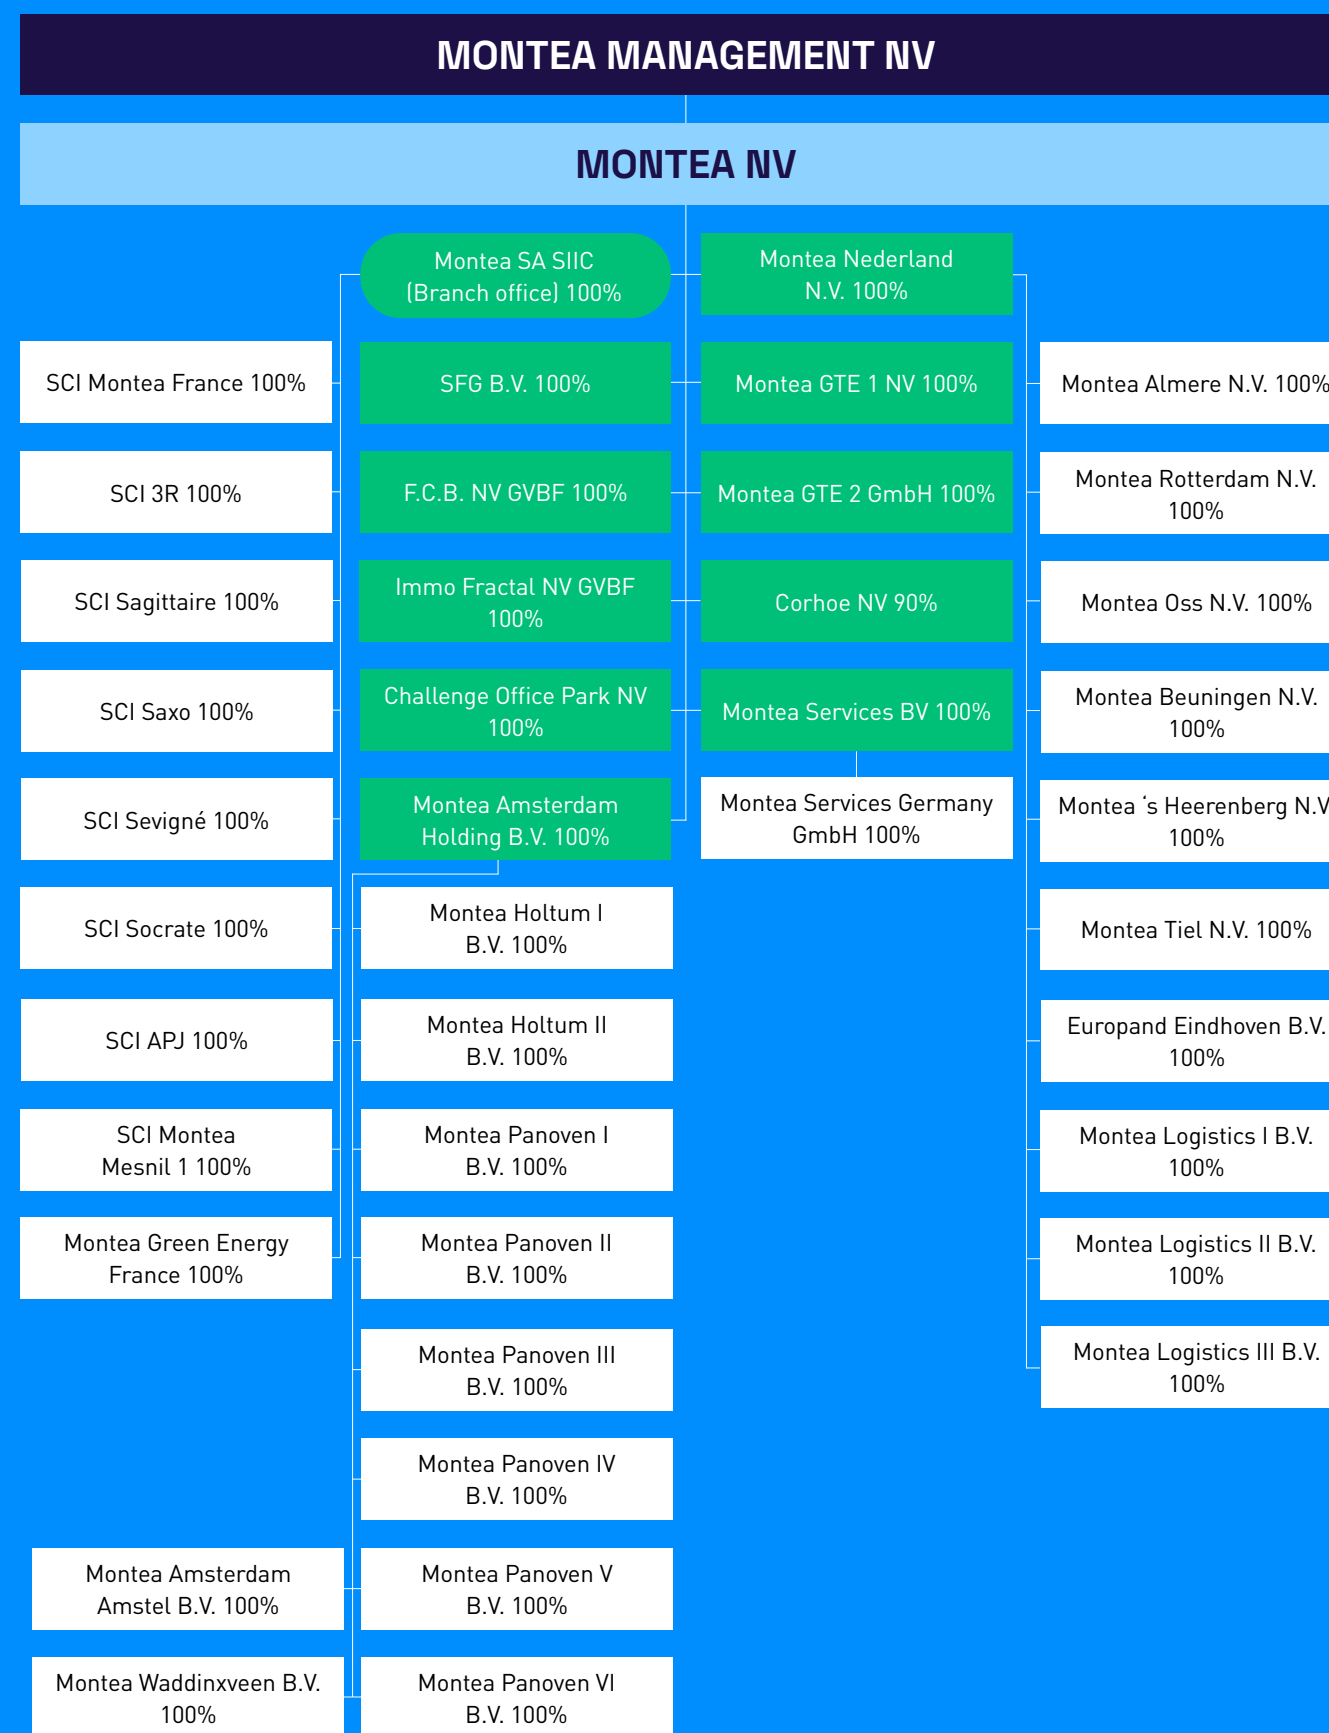 MONTEA MANAGEMENT NV
MONTEA NV
Montea SA SIIC
(Branch office) 100%
Montea Nederland
N.V. 100%
SCI Montea France 100%
SFG B.V. 100%
Montea GTE 1 NV 100%
Montea Almere N.V. 100%
SCI 3R 100%
F.C.B. NV GVBF 100%
Montea GTE 2 GmbH 100%
Montea Rotterdam N.V.
100%
SCI Sagittaire 100%
Immo Fractal NV GVBF
100%
Corhoe NV 90%
Montea Oss N.V. 100%
SCI Saxo 100%
Challenge Office Park NV
100%
Montea Services BV 100%
Montea Beuningen N.V.
100%
SCI Sevigné 100%
Montea Amsterdam
Holding B.V. 100%
Montea Services Germany
GmbH 100%
Montea ‘s Heerenberg N.V
100%
SCI Socrate 100%
Montea Holtum I
B.V. 100%
Montea Tiel N.V. 100%
SCI APJ 100%
Montea Holtum II
B.V. 100%
Europand Eindhoven B.V.
100%
SCI Montea
Mesnil 1 100%
Montea Panoven I
B.V. 100%
Montea Logistics I B.V.
100%
Montea Green Energy
France 100%
Montea Panoven II
B.V. 100%
Montea Logistics II B.V.
100%
Montea Panoven III
B.V. 100%
Montea Logistics III B.V.
100%
Montea Panoven IV
B.V. 100%
Montea Amsterdam
Amstel B.V. 100%
Montea Panoven V
B.V. 100%
Montea Waddinxveen B.V.
100%
Montea Panoven VI
B.V. 100%